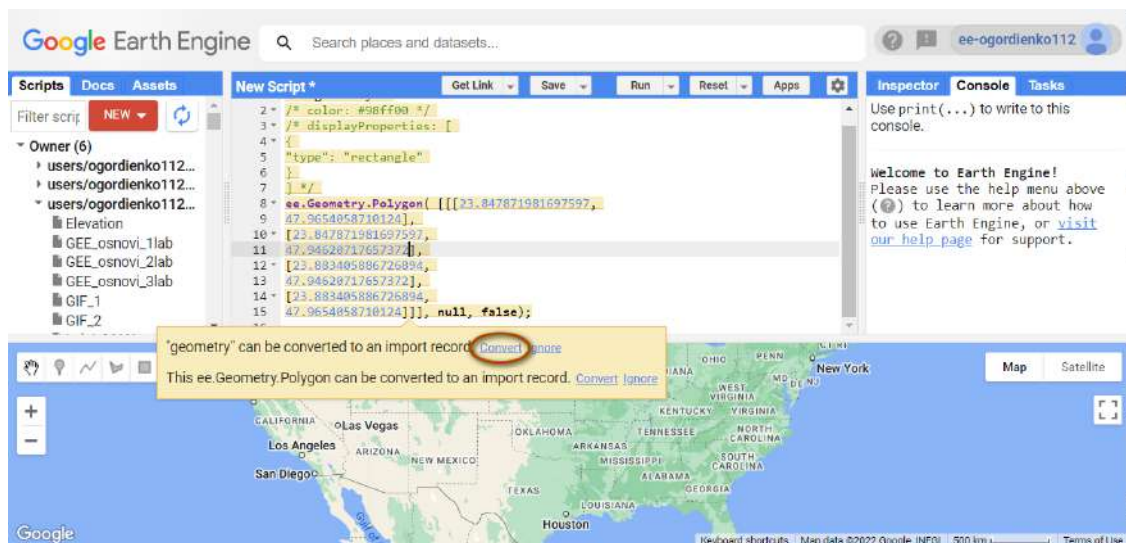 Google Earth Engine
Search places and datasets...
ee-ogordienko112
Scripts Docs Assets
New Script *
Get Link Save Run Reset Apps
Inspector Console Tasks
Filter scrip NEW
Owner (6)
users/ogordienko112...
users/ogordienko112...
users/ogordienko112...
Elevation
GEE_osnovi_1lab
GEE_osnovi_2lab
GEE_osnovi_3lab
GIF_1
GIF_2
2 /* color: #98ff00 */
3 /* displayProperties: [
4 {
5 "type": "rectangle"
6 }
7 ] */
8 ee.Geometry.Polygon( [[[23.847871981697597,
9 47.9654058710124],
10 [23.847871981697597,
11 47.94620717657372],
12 [23.883405886726894,
13 47.94620717657372],
14 [23.883405886726894,
15 47.9654058710124]]], null, false);
Use print(...) to write to this
console.
Welcome to Earth Engine!
Please use the help menu above
(?) to learn more about how
to use Earth Engine, or visit
our help page for support.
"geometry" can be converted to an import record. Convert Ignore
This ee.Geometry.Polygon can be converted to an import record. Convert Ignore
Map Satellite
+
−
OHIO
PENN
New York
MD
DE
NJ
WEST
VIRGINIA
KENTUCKY
VIRGINIA
CALIFORNIA
Las Vegas
OKLAHOMA
TENNESSEE
NORTH
CAROLINA
Los Angeles
ARIZONA
NEW MEXICO
ARKANSAS
MISSISSIPPI
SOUTH
CAROLINA
San Diego
ALABAMA
GEORGIA
TEXAS
LOUISIANA
Houston
Gulf of
Google
Keyboard shortcuts Map data ©2022 Google, INEGI 500 km Terms of Use